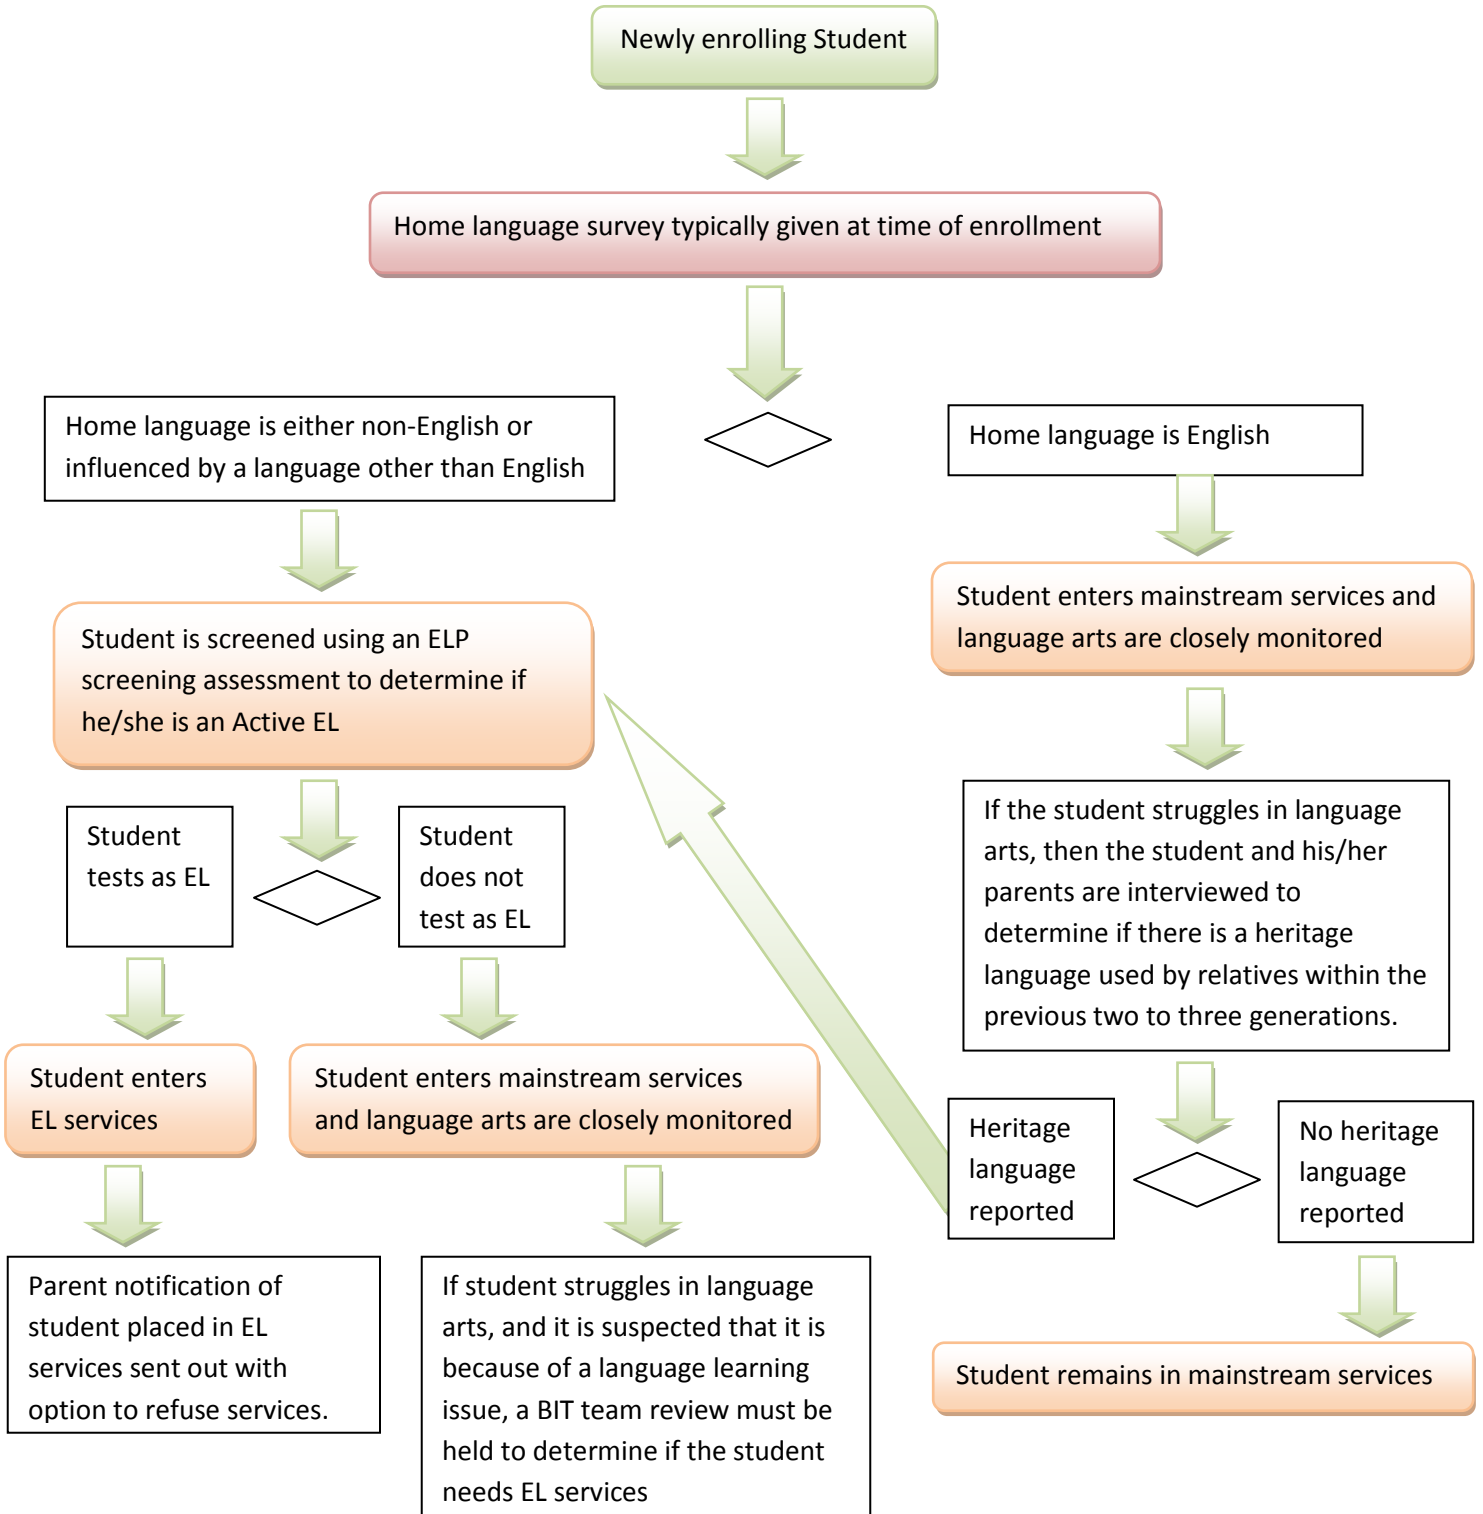 Newly enrolling Student
Home language survey typically given at time of enrollment
Home language is either non-English or
influenced by a language other than English
Home language is English
Student is screened using an ELP
screening assessment to determine if
he/she is an Active EL
Student enters mainstream services and
language arts are closely monitored
Student
tests as EL
Student
does not
test as EL
If the student struggles in language
arts, then the student and his/her
parents are interviewed to
determine if there is a heritage
language used by relatives within the
previous two to three generations.
Student enters
EL services
Student enters mainstream services
and language arts are closely monitored
Heritage
language
reported
No heritage
language
reported
Parent notification of
student placed in EL
services sent out with
option to refuse services.
If student struggles in language
arts, and it is suspected that it is
because of a language learning
issue, a BIT team review must be
held to determine if the student
needs EL services
Student remains in mainstream services